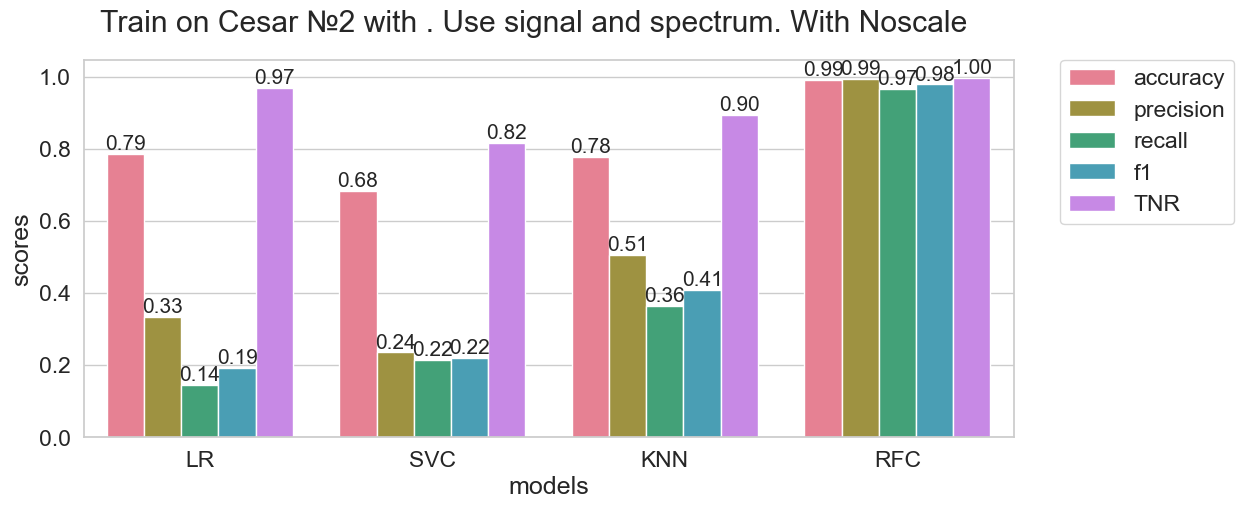 Train on Cesar №2 with . Use signal and spectrum. With Noscale
scores
1.0
0.8
0.6
0.4
0.2
0.0
0.79
0.33
0.14
0.19
0.97
0.68
0.24
0.22
0.22
0.82
0.78
0.51
0.36
0.41
0.90
0.99
0.99
0.97
0.98
1.00
LR
SVC
KNN
RFC
models
accuracy
precision
recall
f1
TNR